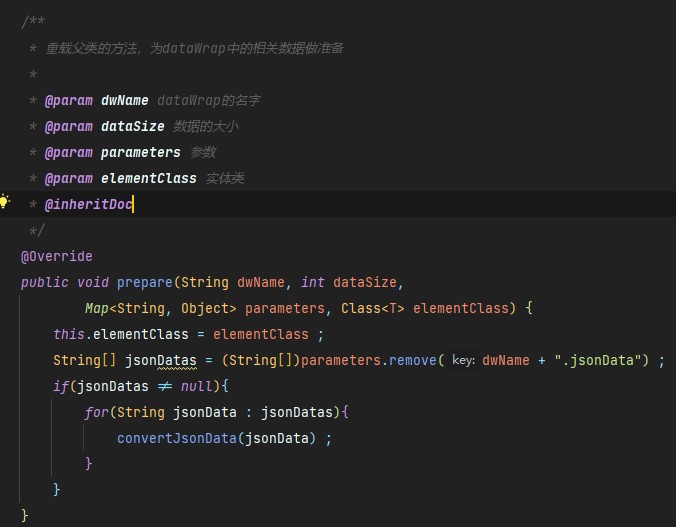 /**
 * 重载父类的方法，为dataWrap中的相关数据做准备
 *
 * @param dwName dataWrap的名字
 * @param dataSize 数据的大小
 * @param parameters 参数
 * @param elementClass 实体类
 * @inheritDoc
 */
@Override
public void prepare(String dwName, int dataSize,
        Map<String, Object> parameters, Class<T> elementClass) {
    this.elementClass = elementClass ;
    String[] jsonDatas = (String[])parameters.remove( key: dwName + ".jsonData") ;
    if(jsonDatas ≠ null){
        for(String jsonData : jsonDatas){
            convertJsonData(jsonData) ;
        }
    }
}